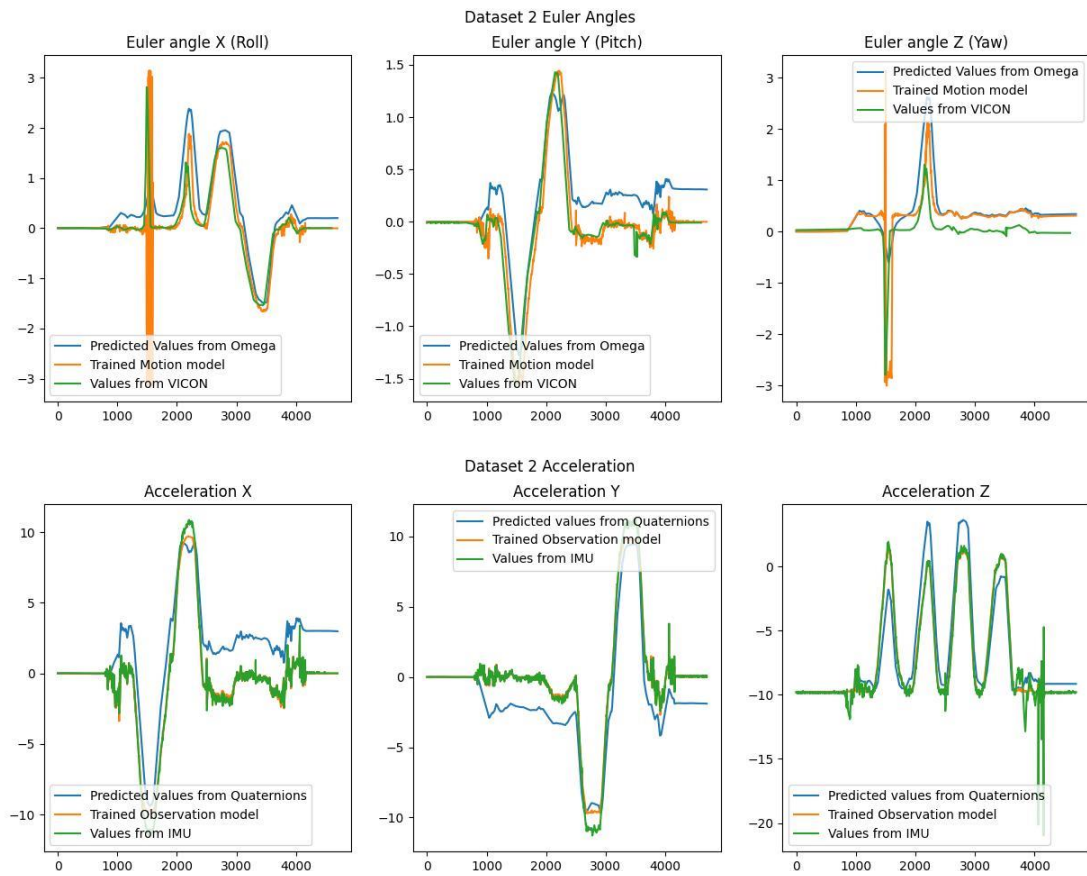 Dataset 2 Euler Angles
Euler angle X (Roll)
3
2
1
0
−1
−2
−3
Predicted Values from Omega
Trained Motion model
Values from VICON
0 1000 2000 3000 4000
Euler angle Y (Pitch)
1.5
1.0
0.5
0.0
−0.5
−1.0
−1.5
Predicted Values from Omega
Trained Motion model
Values from VICON
0 1000 2000 3000 4000
Euler angle Z (Yaw)
Predicted Values from Omega
Trained Motion model
Values from VICON
3
2
1
0
−1
−2
−3
0 1000 2000 3000 4000
Dataset 2 Acceleration
Acceleration X
10
5
0
−5
−10
Predicted values from Quaternions
Trained Observation model
Values from IMU
0 1000 2000 3000 4000
Acceleration Y
Predicted values from Quaternions
Trained Observation model
Values from IMU
10
5
0
−5
−10
0 1000 2000 3000 4000
Acceleration Z
0
−5
−10
−15
−20
Predicted values from Quaternions
Trained Observation model
Values from IMU
0 1000 2000 3000 4000